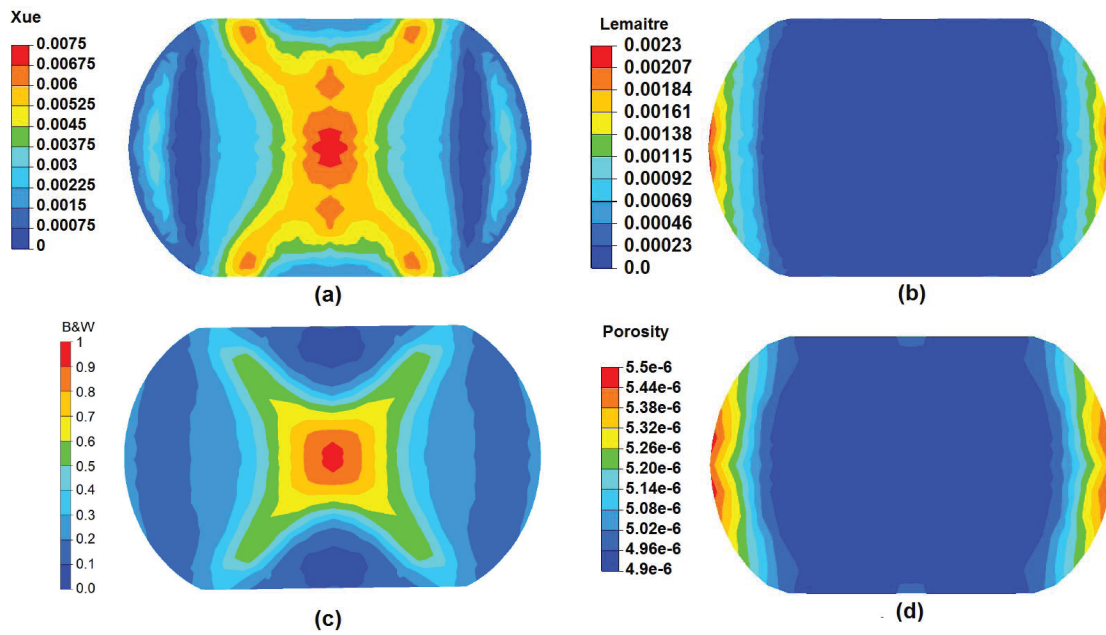 Xue
0.0075
0.00675
0.006
0.00525
0.0045
0.00375
0.003
0.00225
0.0015
0.00075
0
(a)
Lemaitre
0.0023
0.00207
0.00184
0.00161
0.00138
0.00115
0.00092
0.00069
0.00046
0.00023
0.0
(b)
B&W
1
0.9
0.8
0.7
0.6
0.5
0.4
0.3
0.2
0.1
0.0
(c)
Porosity
5.5e-6
5.44e-6
5.38e-6
5.32e-6
5.26e-6
5.20e-6
5.14e-6
5.08e-6
5.02e-6
4.96e-6
4.9e-6
(d)